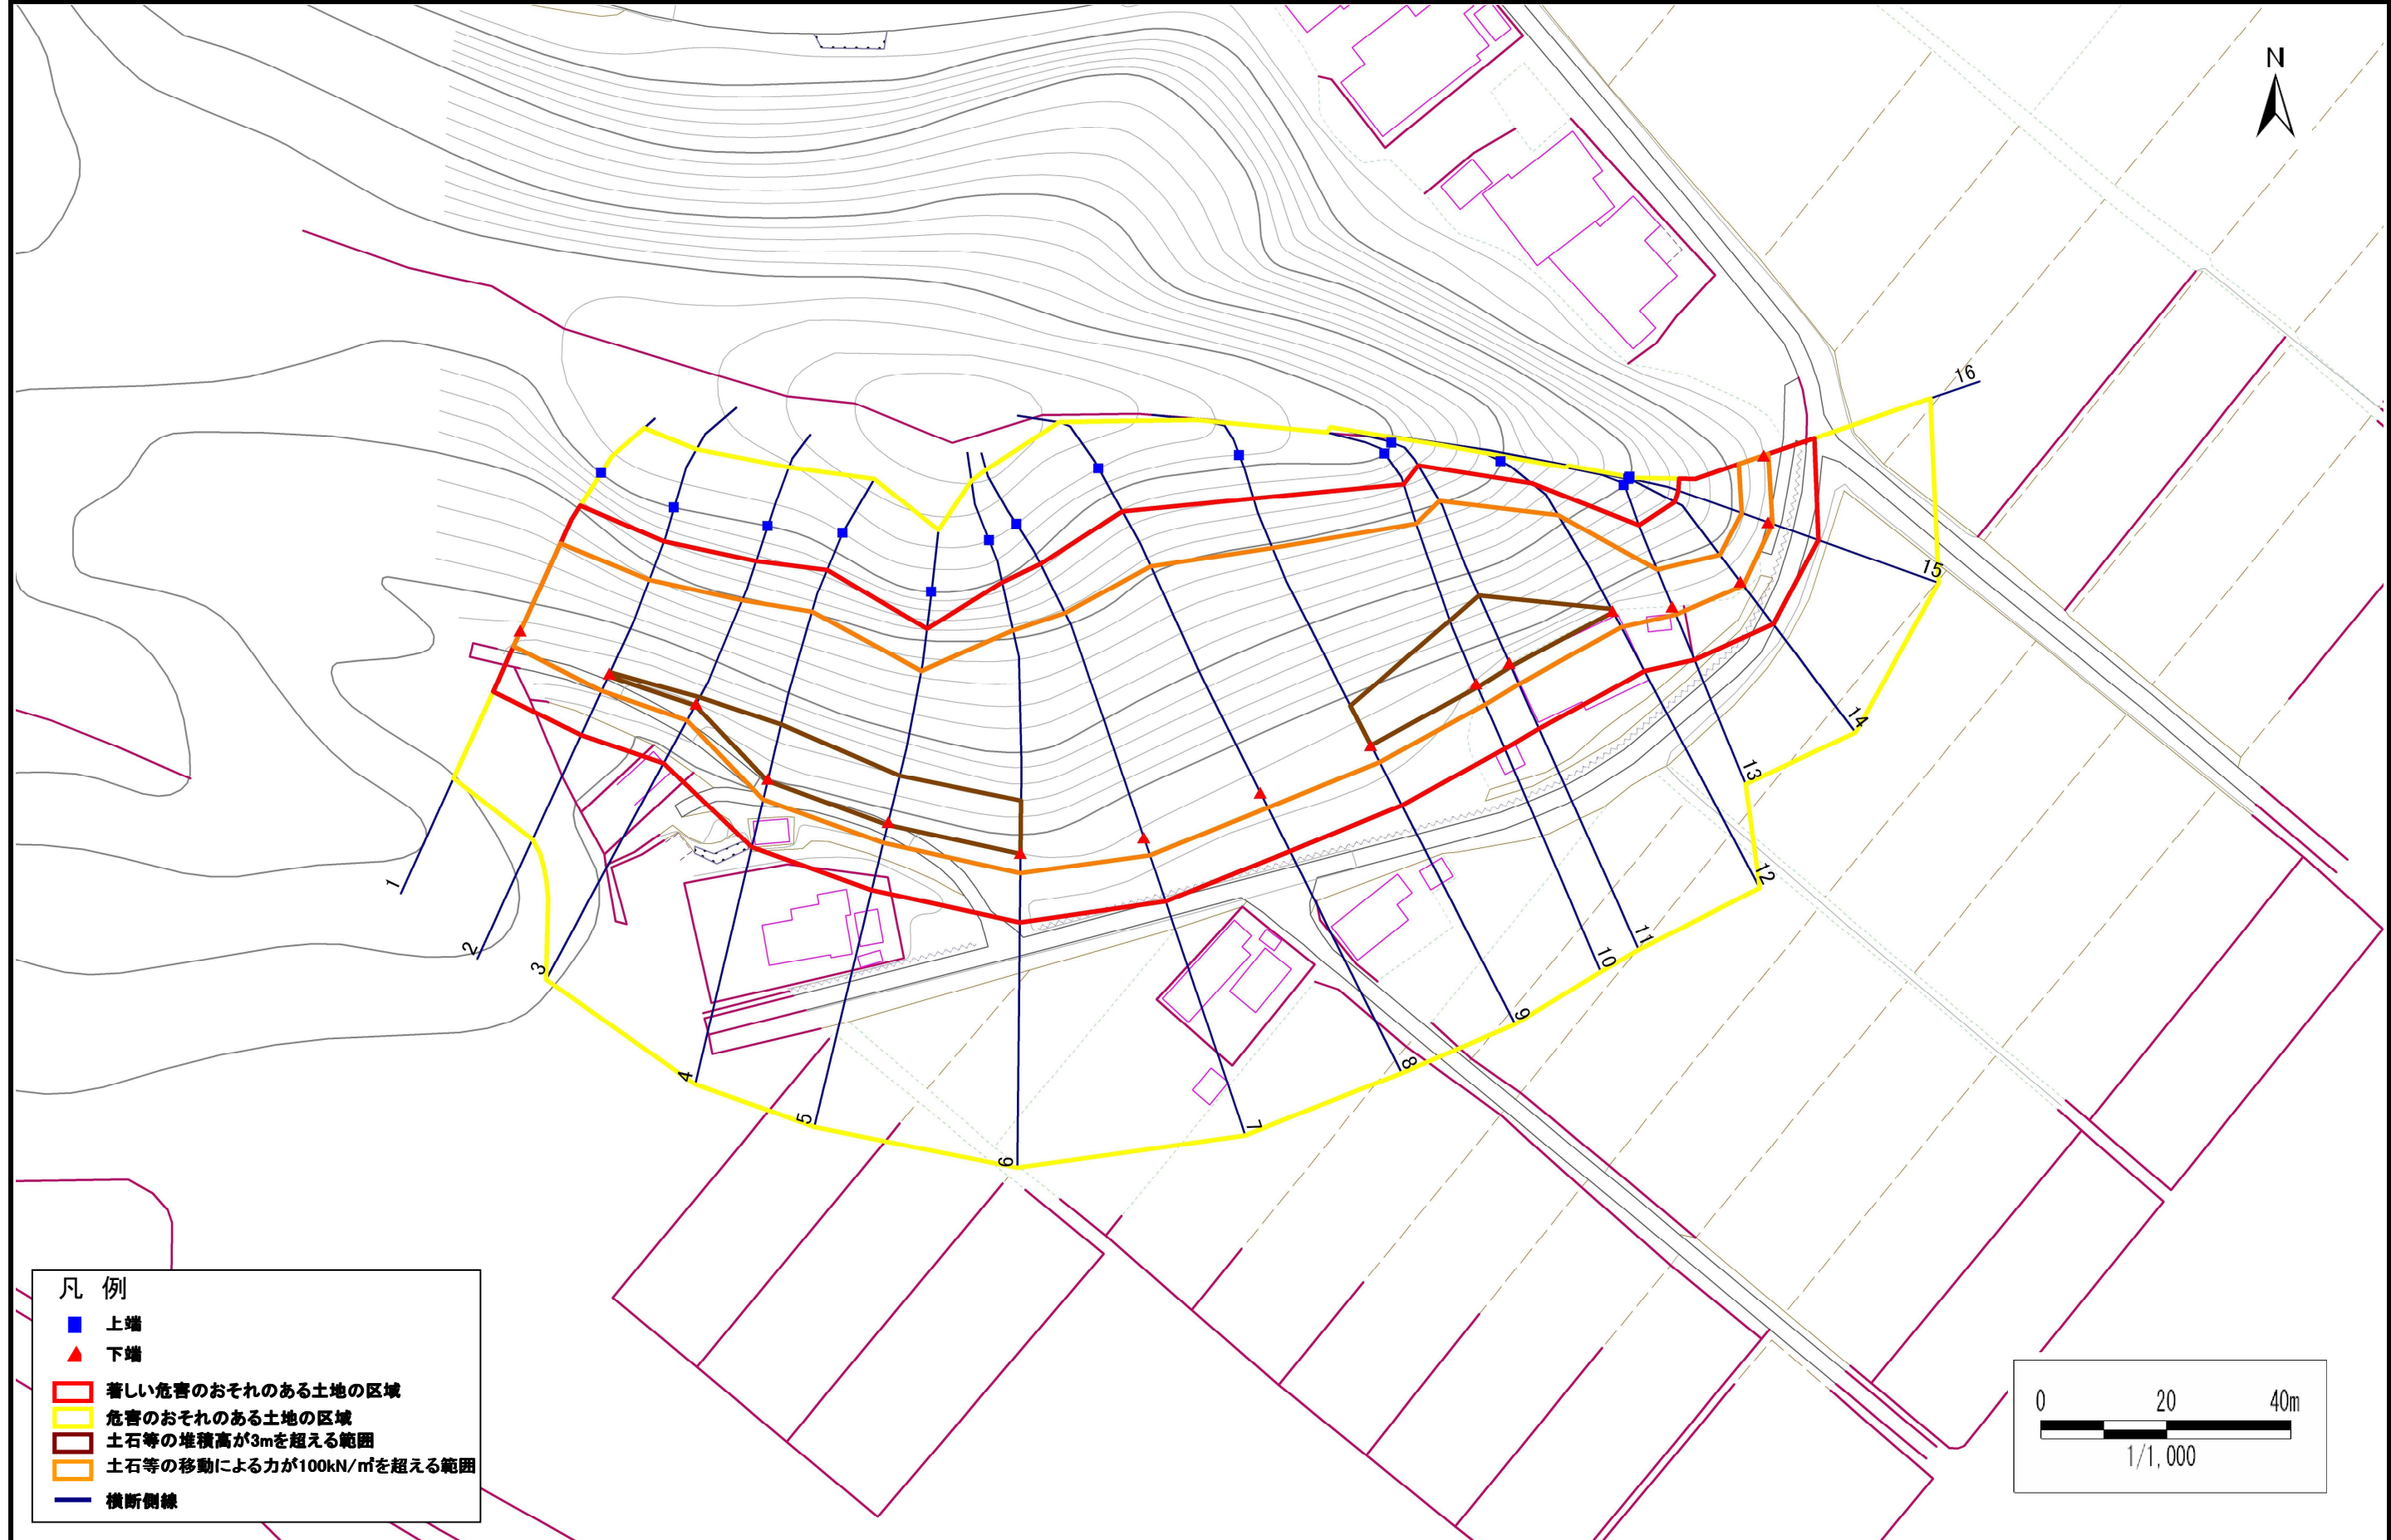 N
16
15
14
13
12
11
10
9
8
7
6
5
4
3
2
1
凡 例
上端
下端
著しい危害のおそれのある土地の区域
危害のおそれのある土地の区域
土石等の堆積高が3mを超える範囲
土石等の移動による力が100kN/㎡を超える範囲
横断側線
0 20 40m
1/1,000